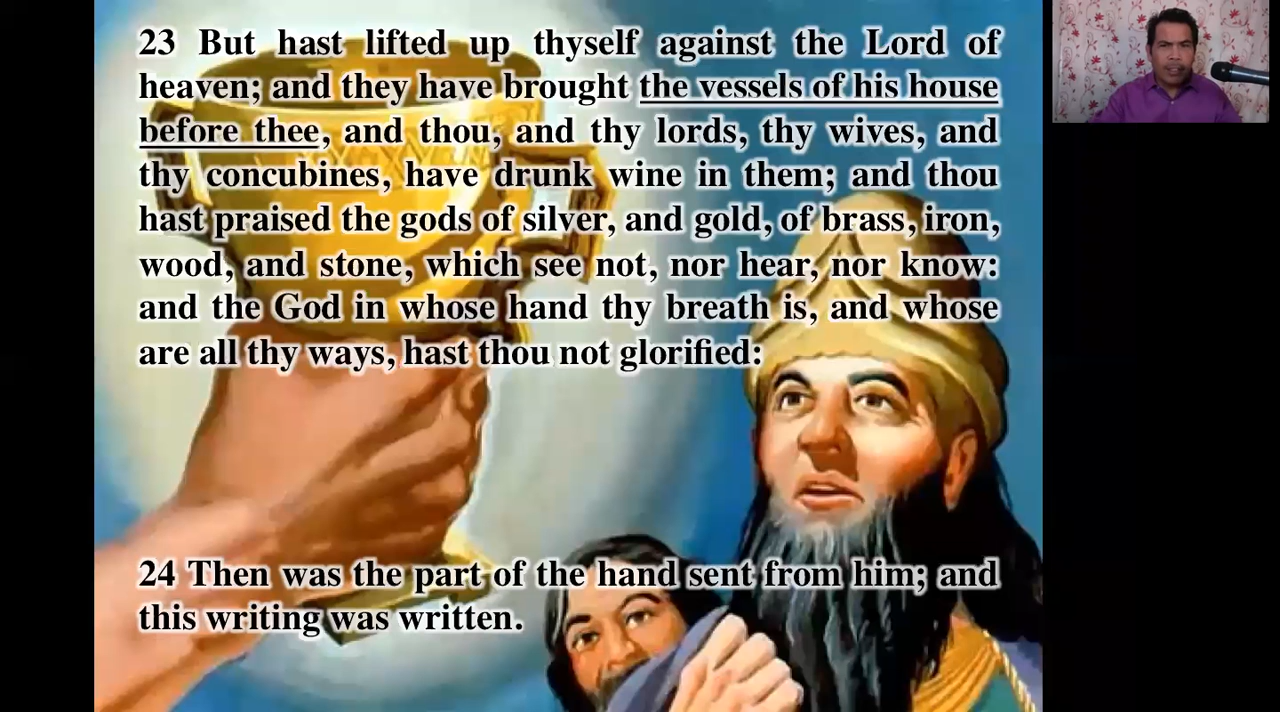 23 But hast lifted up thyself against the Lord of
heaven; and they have brought the vessels of his house
before thee, and thou, and thy lords, thy wives, and
thy concubines, have drunk wine in them; and thou
hast praised the gods of silver, and gold, of brass, iron,
wood, and stone, which see not, nor hear, nor know:
and the God in whose hand thy breath is, and whose
are all thy ways, hast thou not glorified:
24 Then was the part of the hand sent from him; and
this writing was written.